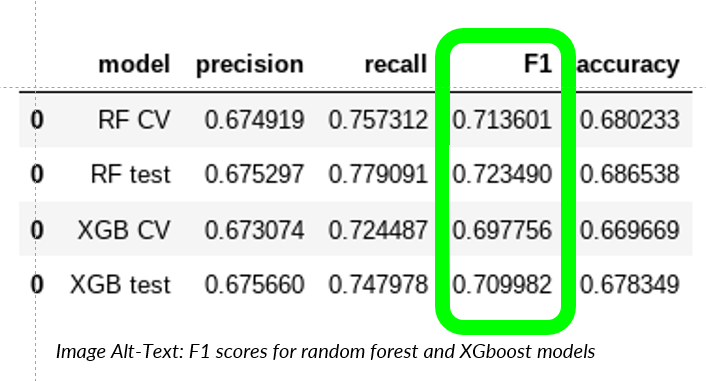 model precision recall F1 accuracy
0 RF CV 0.674919 0.757312 0.713601 0.680233
0 RF test 0.675297 0.779091 0.723490 0.686538
0 XGB CV 0.673074 0.724487 0.697756 0.669669
0 XGB test 0.675660 0.747978 0.709982 0.678349
Image Alt-Text: F1 scores for random forest and XGboost models